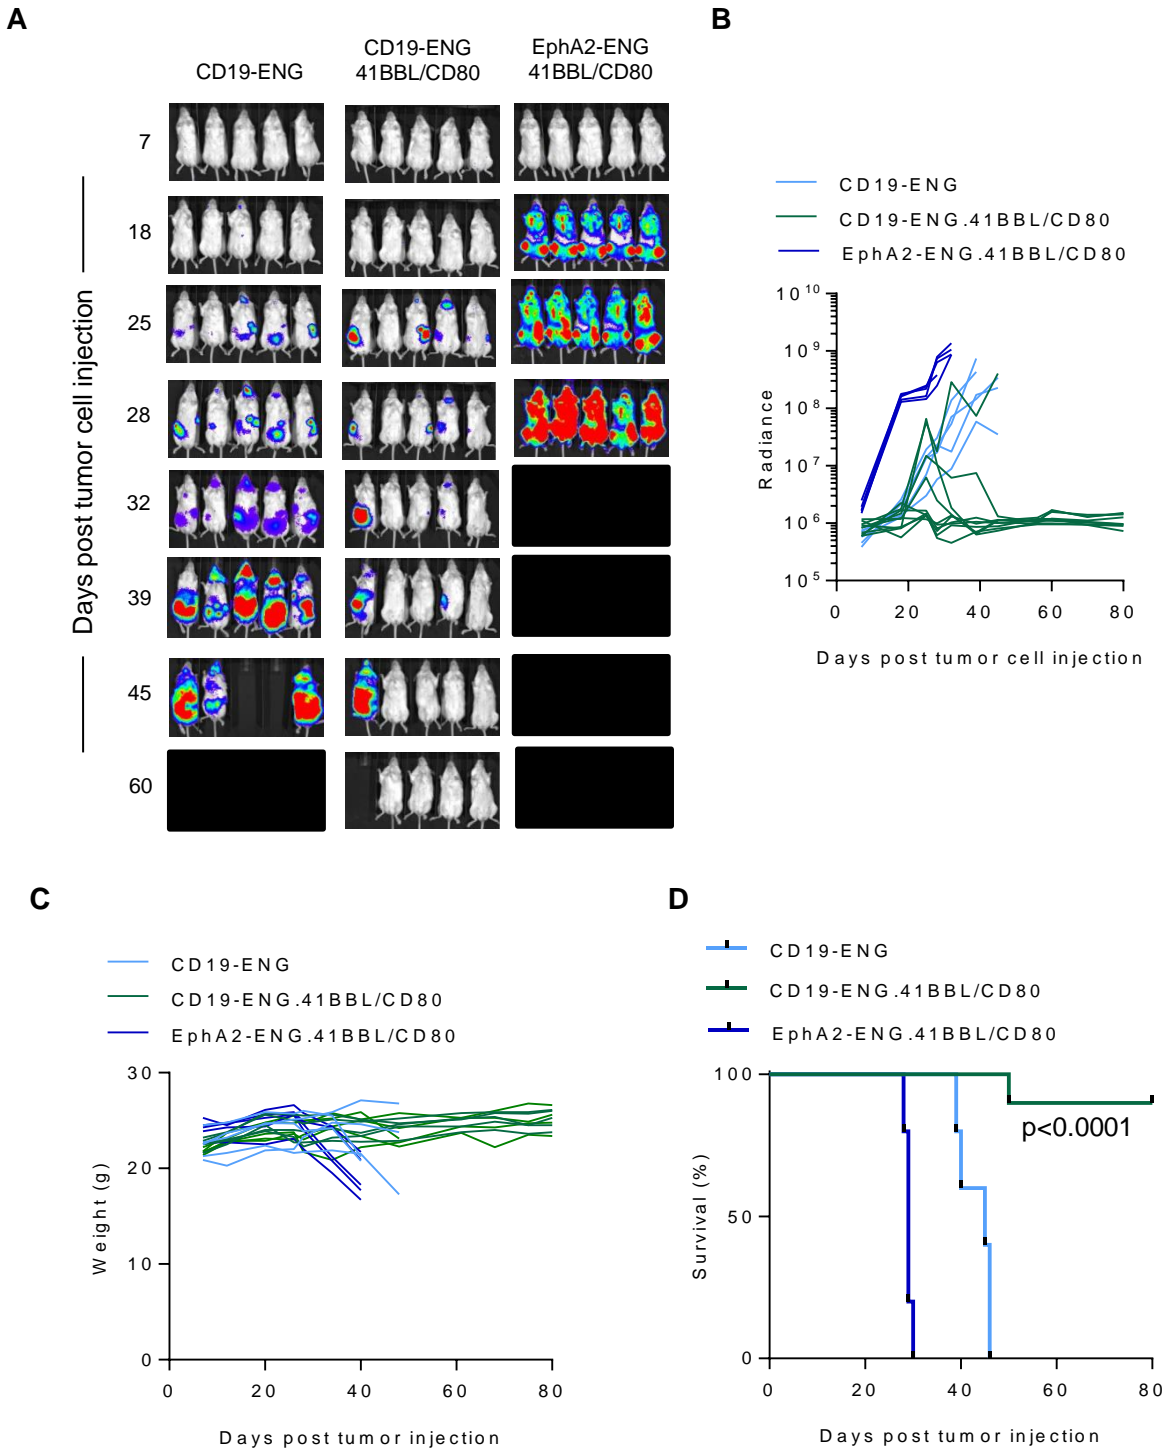 A
CD19-ENG
CD19-ENG
41BBL/CD80
EphA2-ENG
41BBL/CD80
7
18
25
28
32
39
45
60
Days post tumor cell injection
B
CD19-ENG
CD19-ENG.41BBL/CD80
EphA2-ENG.41BBL/CD80
10 10
10 9
10 8
10 7
10 6
10 5
Radiance
0 20 40 60 80
Days post tumor cell injection
C
CD19-ENG
CD19-ENG.41BBL/CD80
EphA2-ENG.41BBL/CD80
30
20
10
0
Weight (g)
0 20 40 60 80
Days post tumor injection
D
CD19-ENG
CD19-ENG.41BBL/CD80
EphA2-ENG.41BBL/CD80
100
50
0
Survival (%)
p<0.0001
0 20 40 60 80
Days post tumor injection